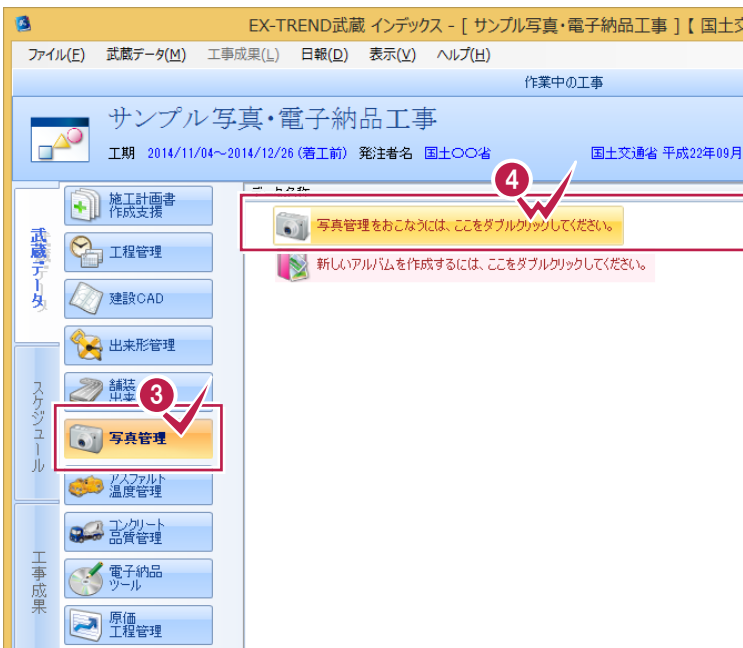 EX-TREND武蔵 インデックス - [ サンプル写真・電子納品工事 ] 【 国土交
ファイル(F) 武蔵データ(M) 工事成果(L) 日報(D) 表示(V) ヘルプ(H)
作業中の工事
サンプル写真・電子納品工事
工期 2014/11/04～2014/12/26 (着工前) 発注者名 国土〇〇省 国土交通省 平成22年09月
4
データ名称
写真管理をおこなうには、ここをダブルクリックしてください。
新しいアルバムを作成するには、ここをダブルクリックしてください。
武蔵データ
スケジュール
工事成果
施工計画書
作成支援
工程管理
建設CAD
出来形管理
舗装
出来
3
写真管理
アスファルト
温度管理
コンクリート
品質管理
電子納品
ツール
原価
工程管理